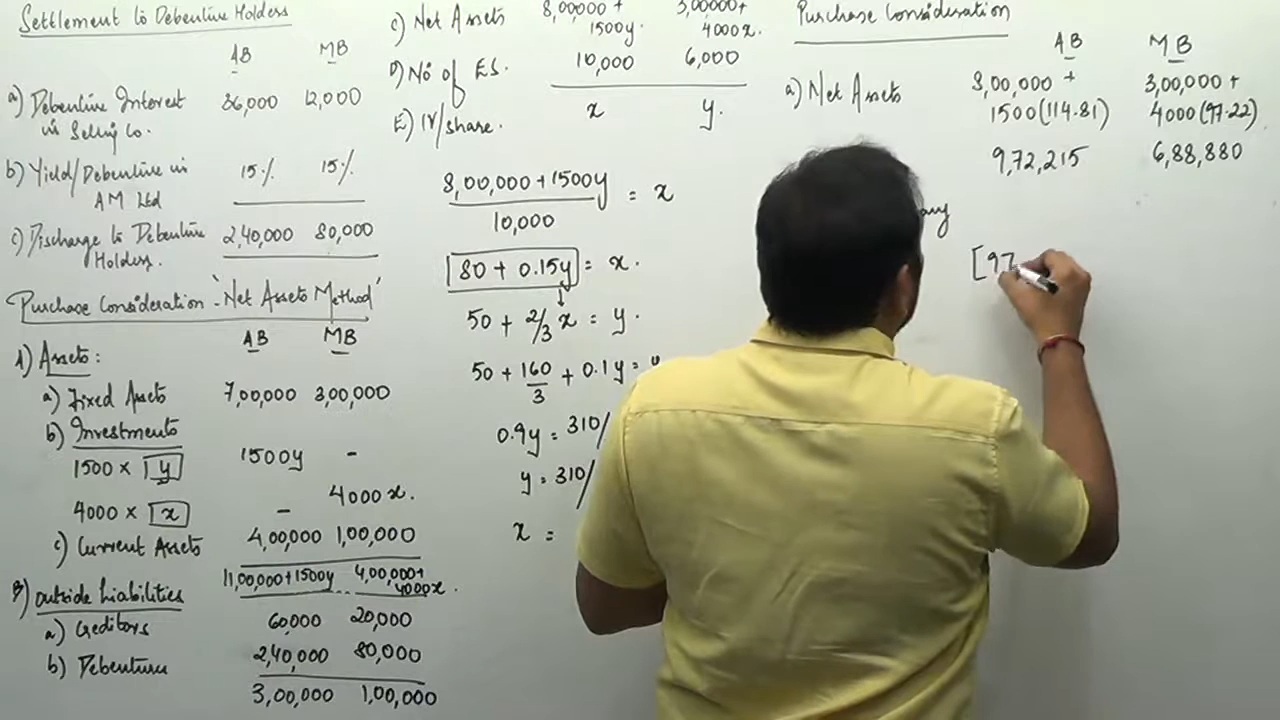 Settlement to Debenture Holders
AB MB
a) Debenture Interest 36,000 12,000
in Selling Co.
b) Yield/Debenture in 15% 15%
AM Ltd
c) Discharge to Debenture 2,40,000 80,000
Holders.
Purchase Consideration - 'Net Assets Method'
AB MB
A) Assets:
a) Fixed Assets 7,00,000 3,00,000
b) Investments
1500 × y 1500y -
4000 × x - 4000x.
c) Current Assets 4,00,000 1,00,000
11,00,000+1500y 4,00,000+
4000x.
B) Outside Liabilities
a) Creditors 60,000 20,000
b) Debentures 2,40,000 80,000
3,00,000 1,00,000
c) Net Assets 8,00,000+ 3,00,000+
1500y. 4000x.
D) No of ES. 10,000 6,000
E) IV/share. x y.
8,00,000+1500y = x
10,000
80 + 0.15y = x.
50 + 2/3 x = y.
50 + 160/3 + 0.1y =
0.9y = 310/
y = 310/
x =
Purchase Consideration
AB MB
a) Net Assets 8,00,000 + 3,00,000 +
1500(114.81) 4000(97.22)
9,72,215 6,88,880
any
[97